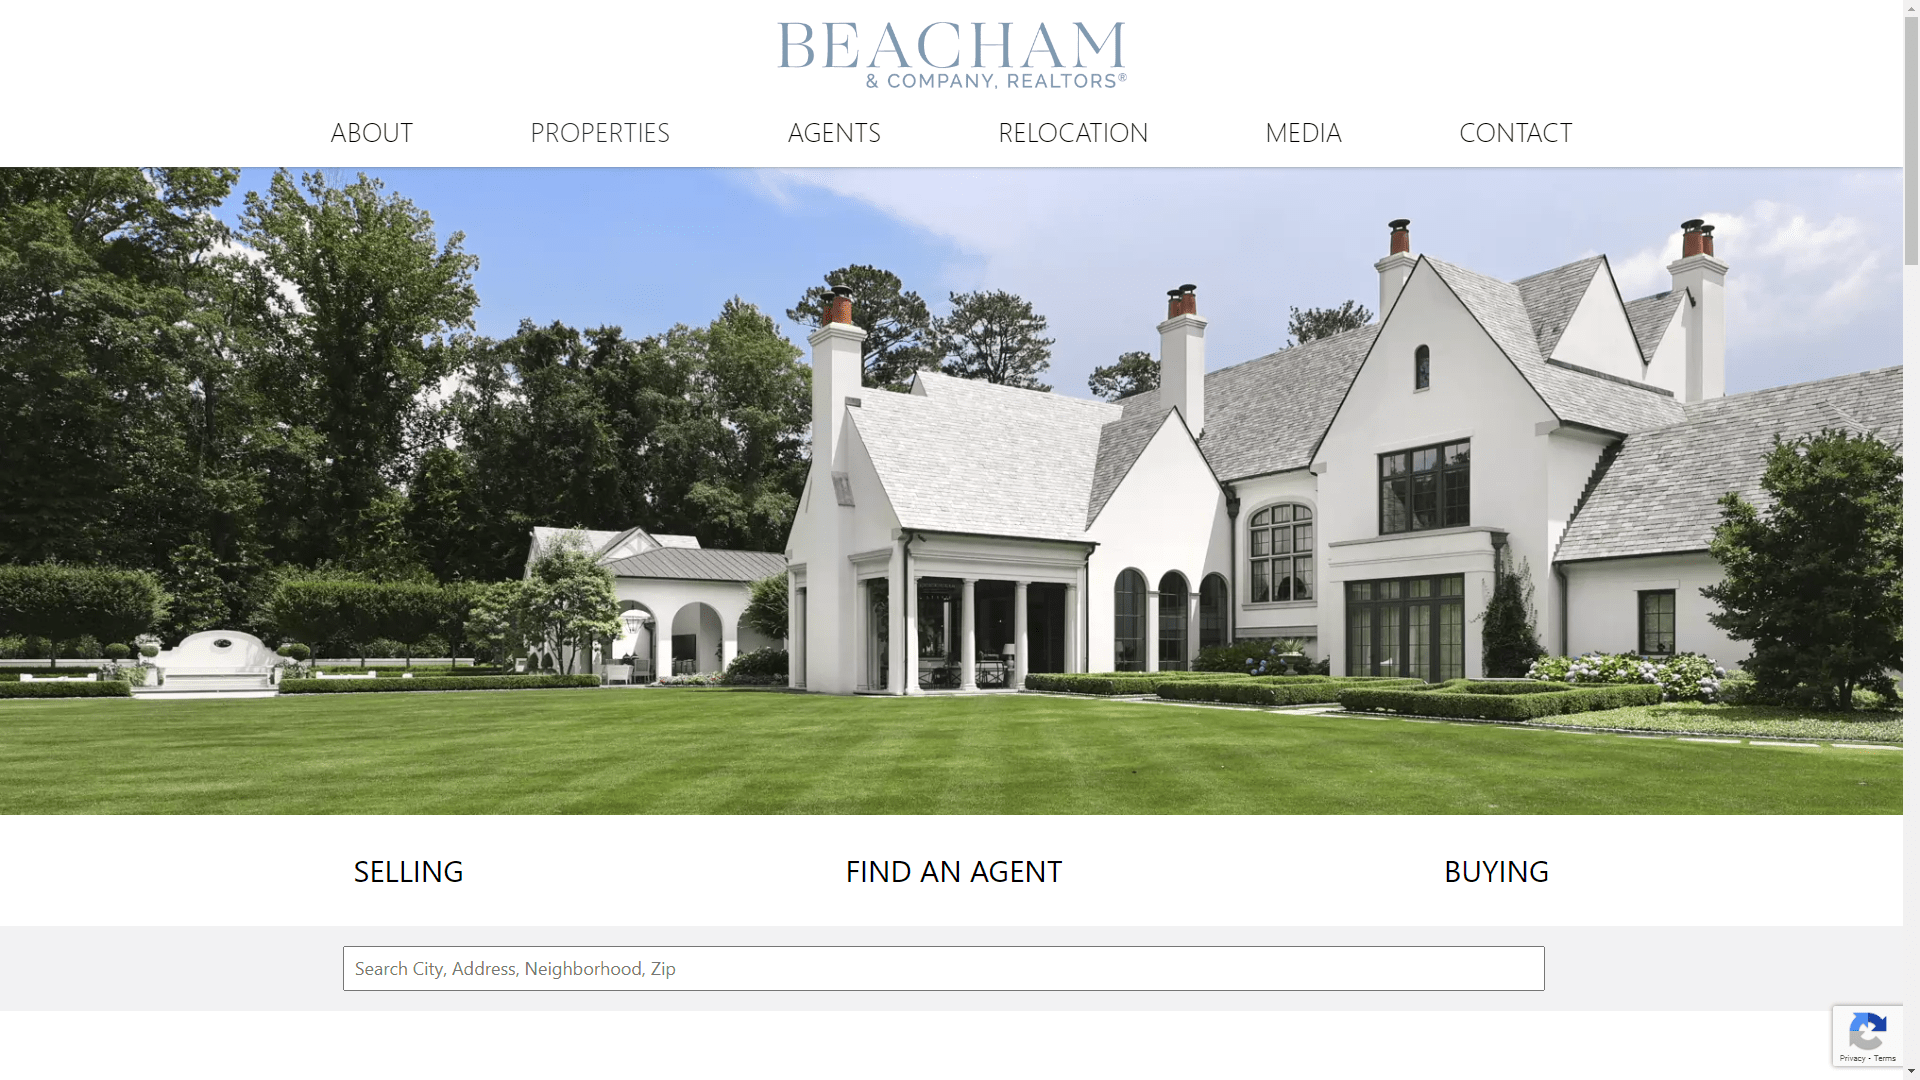 BEACHAM
& COMPANY, REALTORS®
ABOUT PROPERTIES AGENTS RELOCATION MEDIA CONTACT
SELLING FIND AN AGENT BUYING
Search City, Address, Neighborhood, Zip
Privacy - Terms